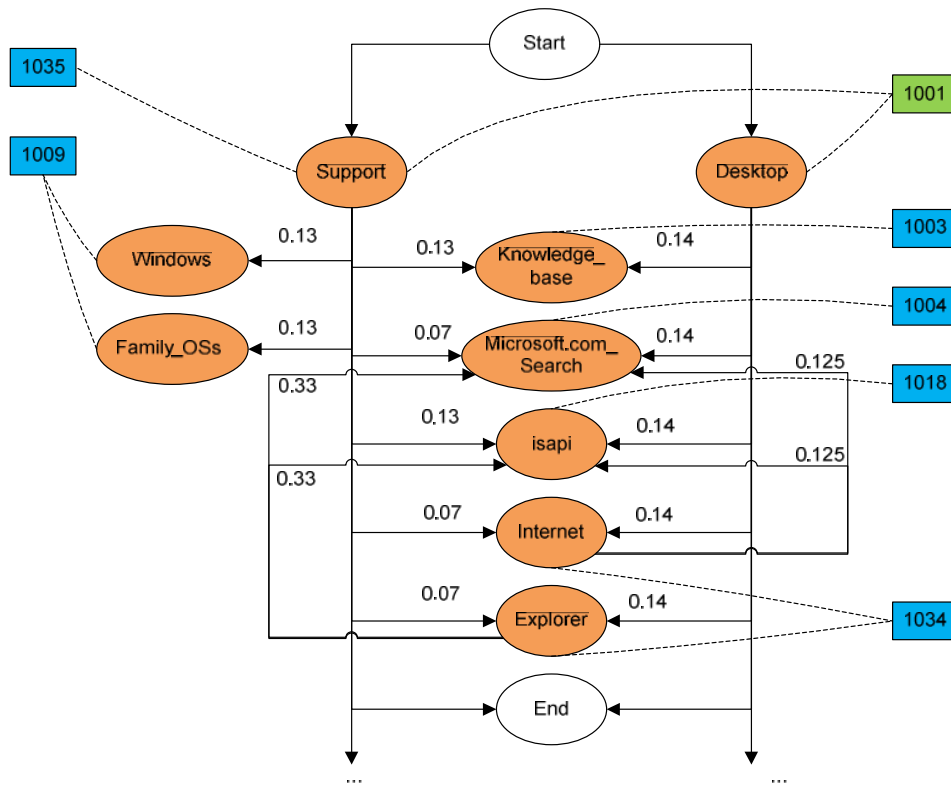 Start
1035
1001
1009
Support
Desktop
1003
Windows
0.13
0.13
Knowledge_
base
0.14
1004
Family_OSs
0.13
0.07
Microsoft.com_
Search
0.14
0.33
0.125
1018
0.13
isapi
0.14
0.33
0.125
0.07
Internet
0.14
0.07
Explorer
0.14
1034
End
...
...